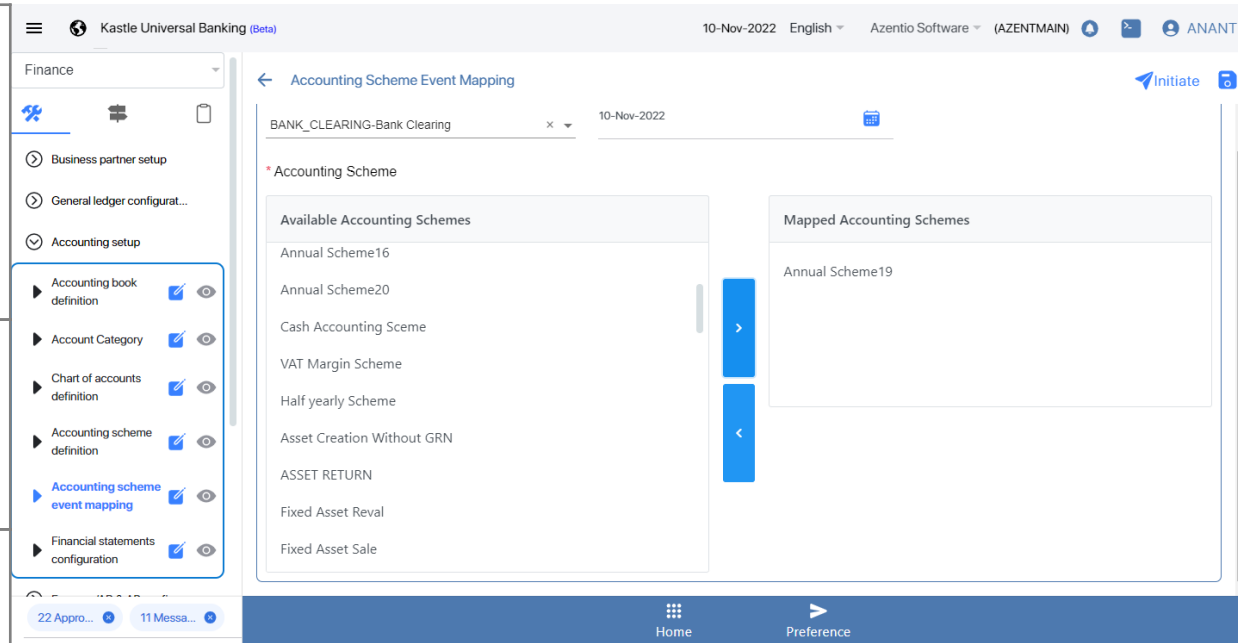 Kastle Universal Banking (Beta)
10-Nov-2022 English Azentio Software (AZENTMAIN) ANANT
Finance
Accounting Scheme Event Mapping
Initiate
BANK_CLEARING-Bank Clearing
10-Nov-2022
Business partner setup
General ledger configurat...
Accounting setup
Accounting book
definition
Account Category
Chart of accounts
definition
Accounting scheme
definition
Accounting scheme
event mapping
Financial statements
configuration
22 Appro...
11 Messa...
* Accounting Scheme
Available Accounting Schemes
Annual Scheme16
Annual Scheme20
Cash Accounting Sceme
VAT Margin Scheme
Half yearly Scheme
Asset Creation Without GRN
ASSET RETURN
Fixed Asset Reval
Fixed Asset Sale
Mapped Accounting Schemes
Annual Scheme19
Home
Preference